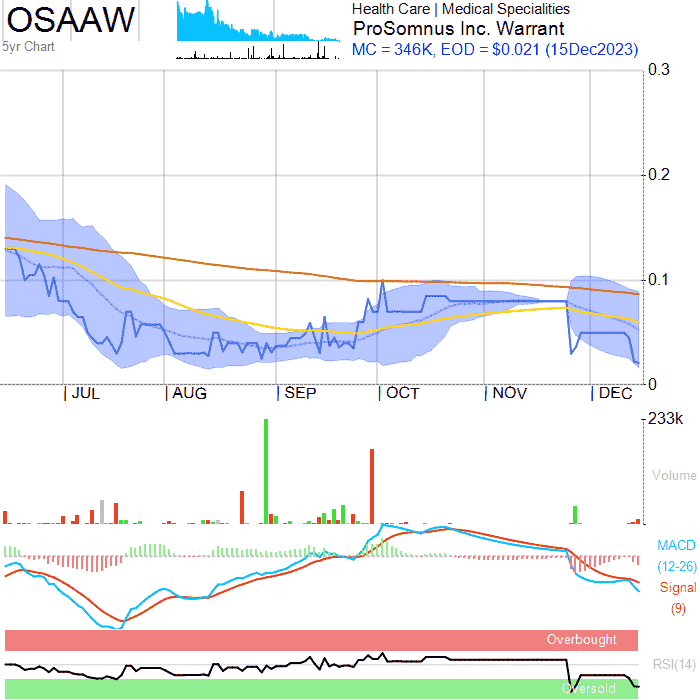 OSAAW
5yr Chart
Health Care | Medical Specialities
ProSomnus Inc. Warrant
MC = 346K, EOD = $0.021 (15Dec2023)
0.3
0.2
0.1
0
JUL AUG SEP OCT NOV DEC
233k
Volume
MACD
(12-26)
Signal
(9)
Overbought
RSI(14)
Oversold